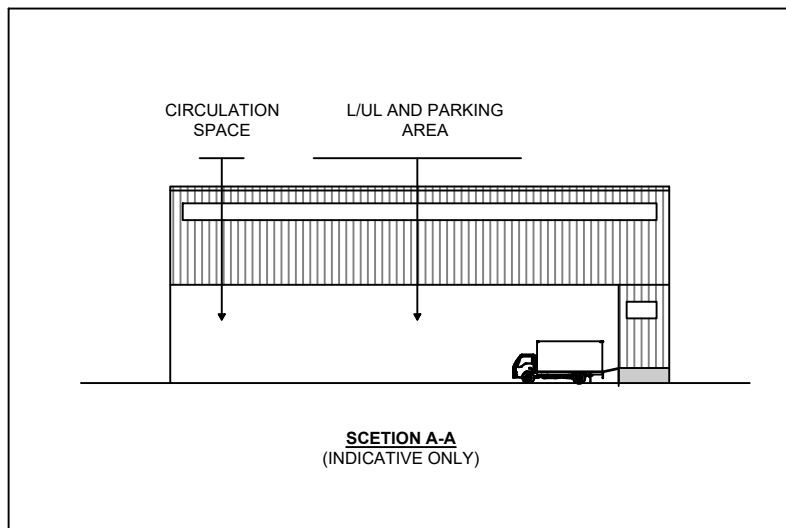 CIRCULATION
SPACE
L/UL AND PARKING
AREA
SCETION A-A
(INDICATIVE ONLY)